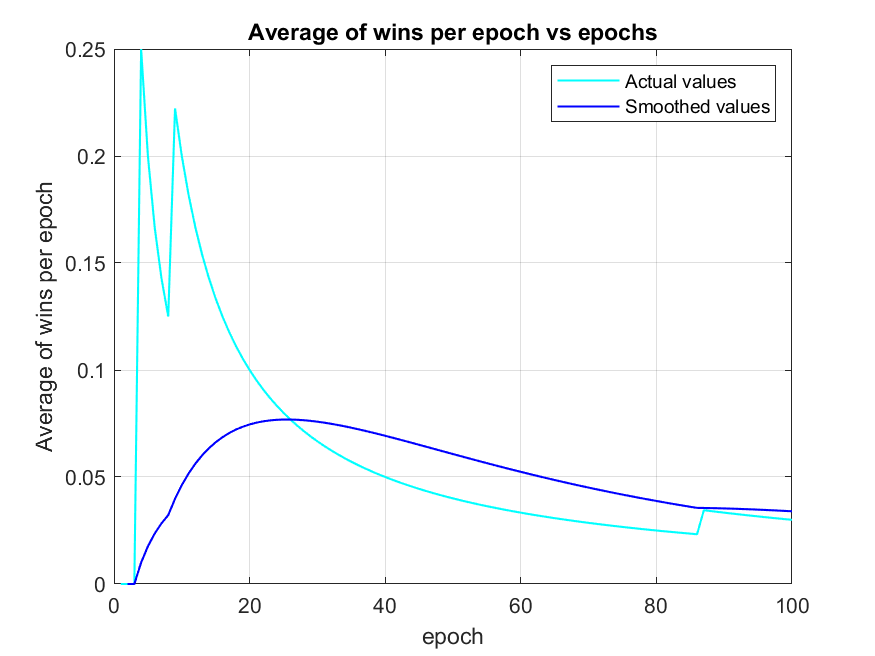 Average of wins per epoch vs epochs
Actual values
Smoothed values
Average of wins per epoch
0.25
0.2
0.15
0.1
0.05
0
0 20 40 60 80 100
epoch